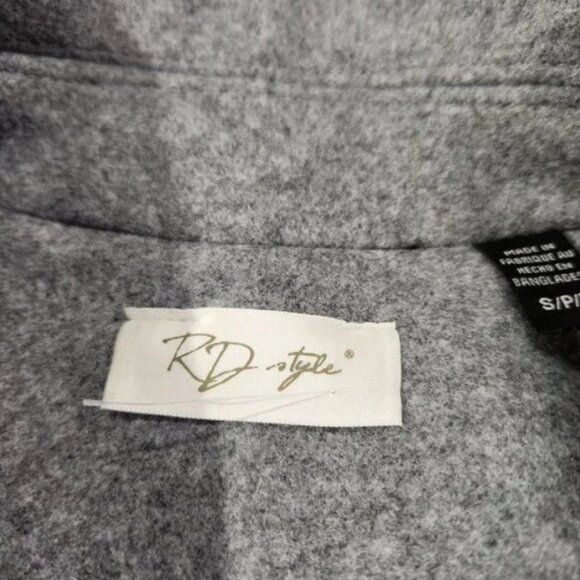 RD style®
MADE IN
FABRIQUE AU
HECHO EN
BANGLADES
S/P/